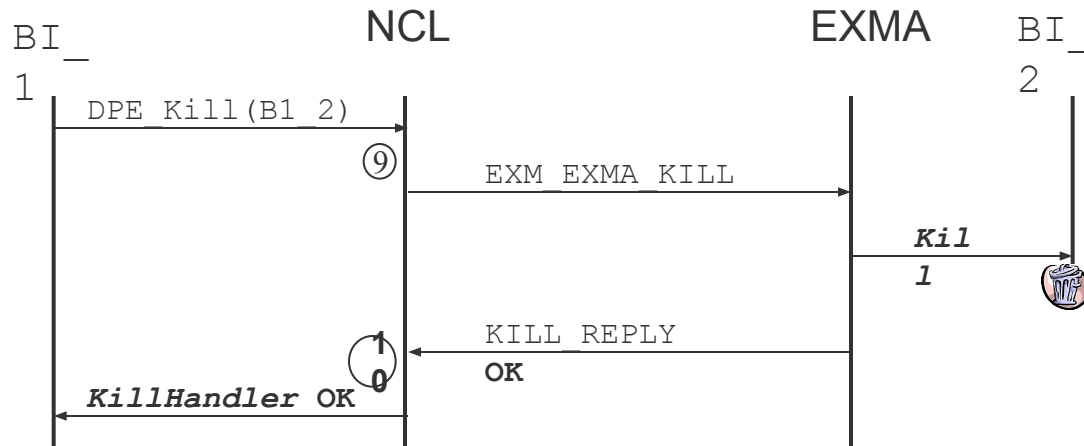 BI_
1
NCL
EXMA
BI_
2
DPE_Kill(B1_2)
9
EXM_EXMA_KILL
Kil
l
KILL_REPLY
OK
1
0
KillHandler OK